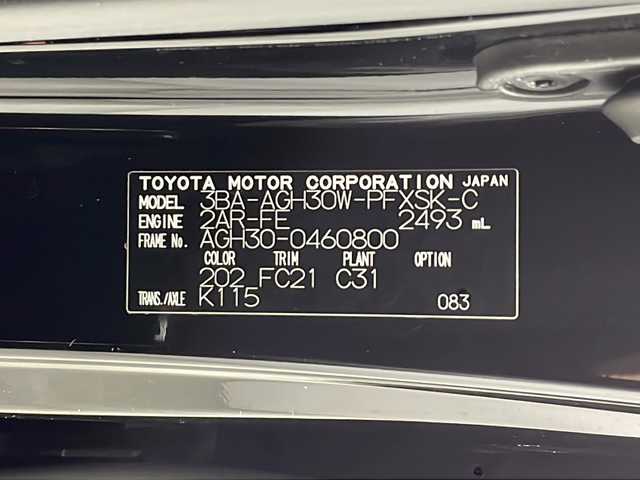 TOYOTA MOTOR CORPORATION JAPAN
MODEL 3BA-AGH30W-PFXSK-C
ENGINE 2AR-FE 2493 mL
FRAME No. AGH30-0460800
COLOR TRIM PLANT OPTION
202 FC21 C31
TRANS./AXLE K115 083